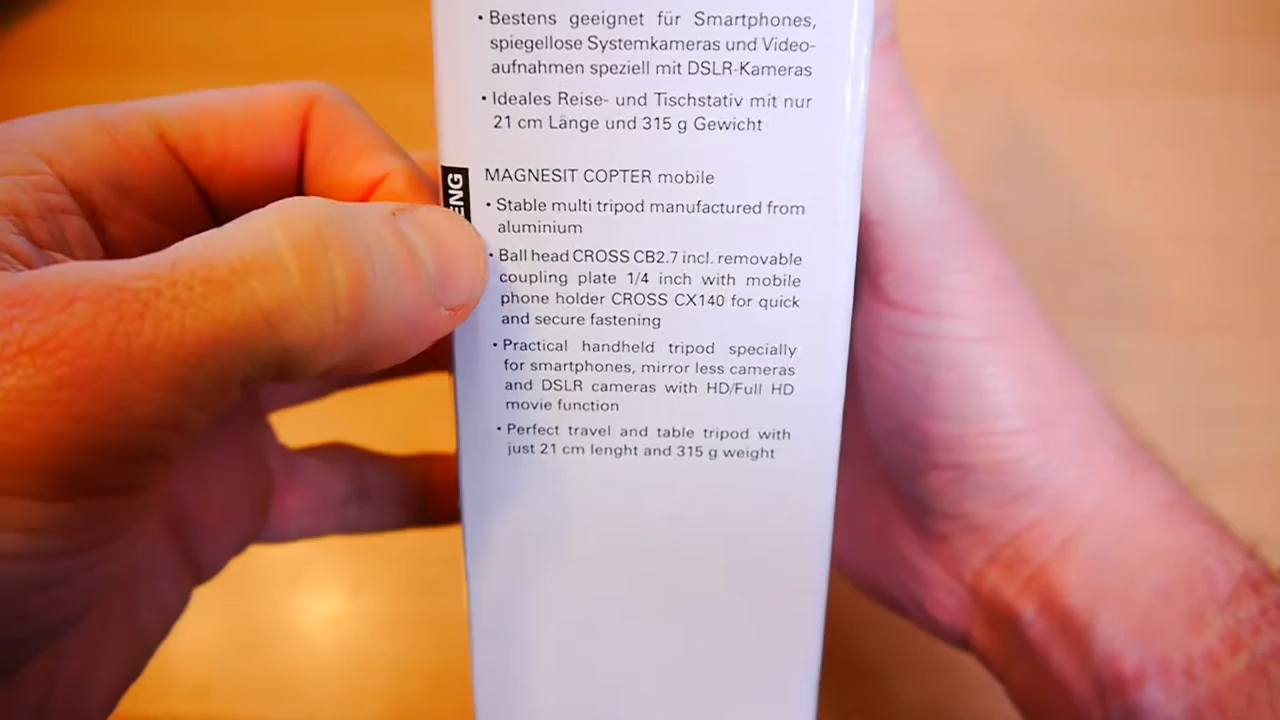 • Bestens geeignet für Smartphones,
spiegellose Systemkameras und Video-
aufnahmen speziell mit DSLR-Kameras
• Ideales Reise- und Tischstativ mit nur
21 cm Länge und 315 g Gewicht
ENG
MAGNESIT COPTER mobile
• Stable multi tripod manufactured from
aluminium
• Ball head CROSS CB2.7 incl. removable
coupling plate 1/4 inch with mobile
phone holder CROSS CX140 for quick
and secure fastening
• Practical handheld tripod specially
for smartphones, mirror less cameras
and DSLR cameras with HD/Full HD
movie function
• Perfect travel and table tripod with
just 21 cm lenght and 315 g weight